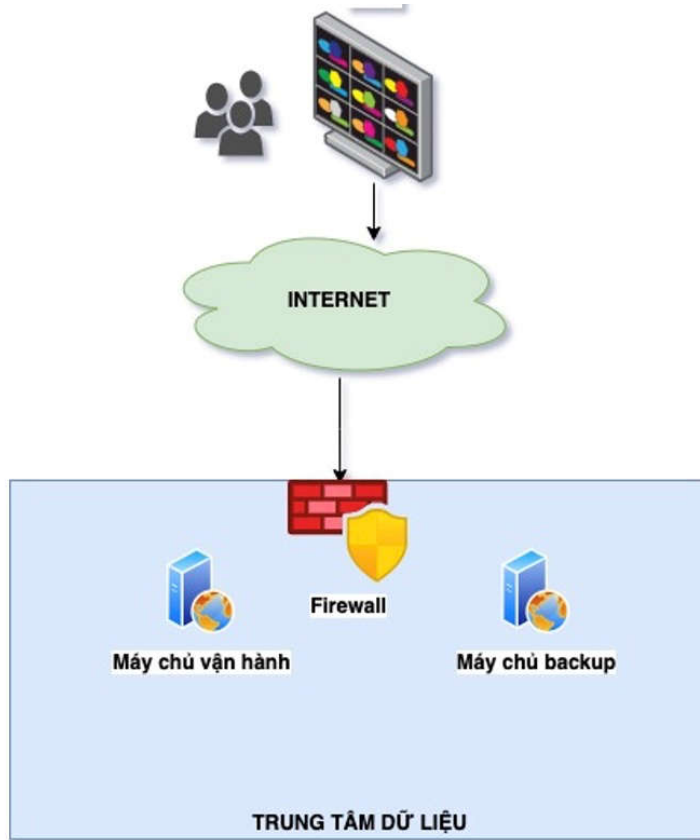 INTERNET
Firewall
Máy chủ vận hành
Máy chủ backup
TRUNG TÂM DỮ LIỆU